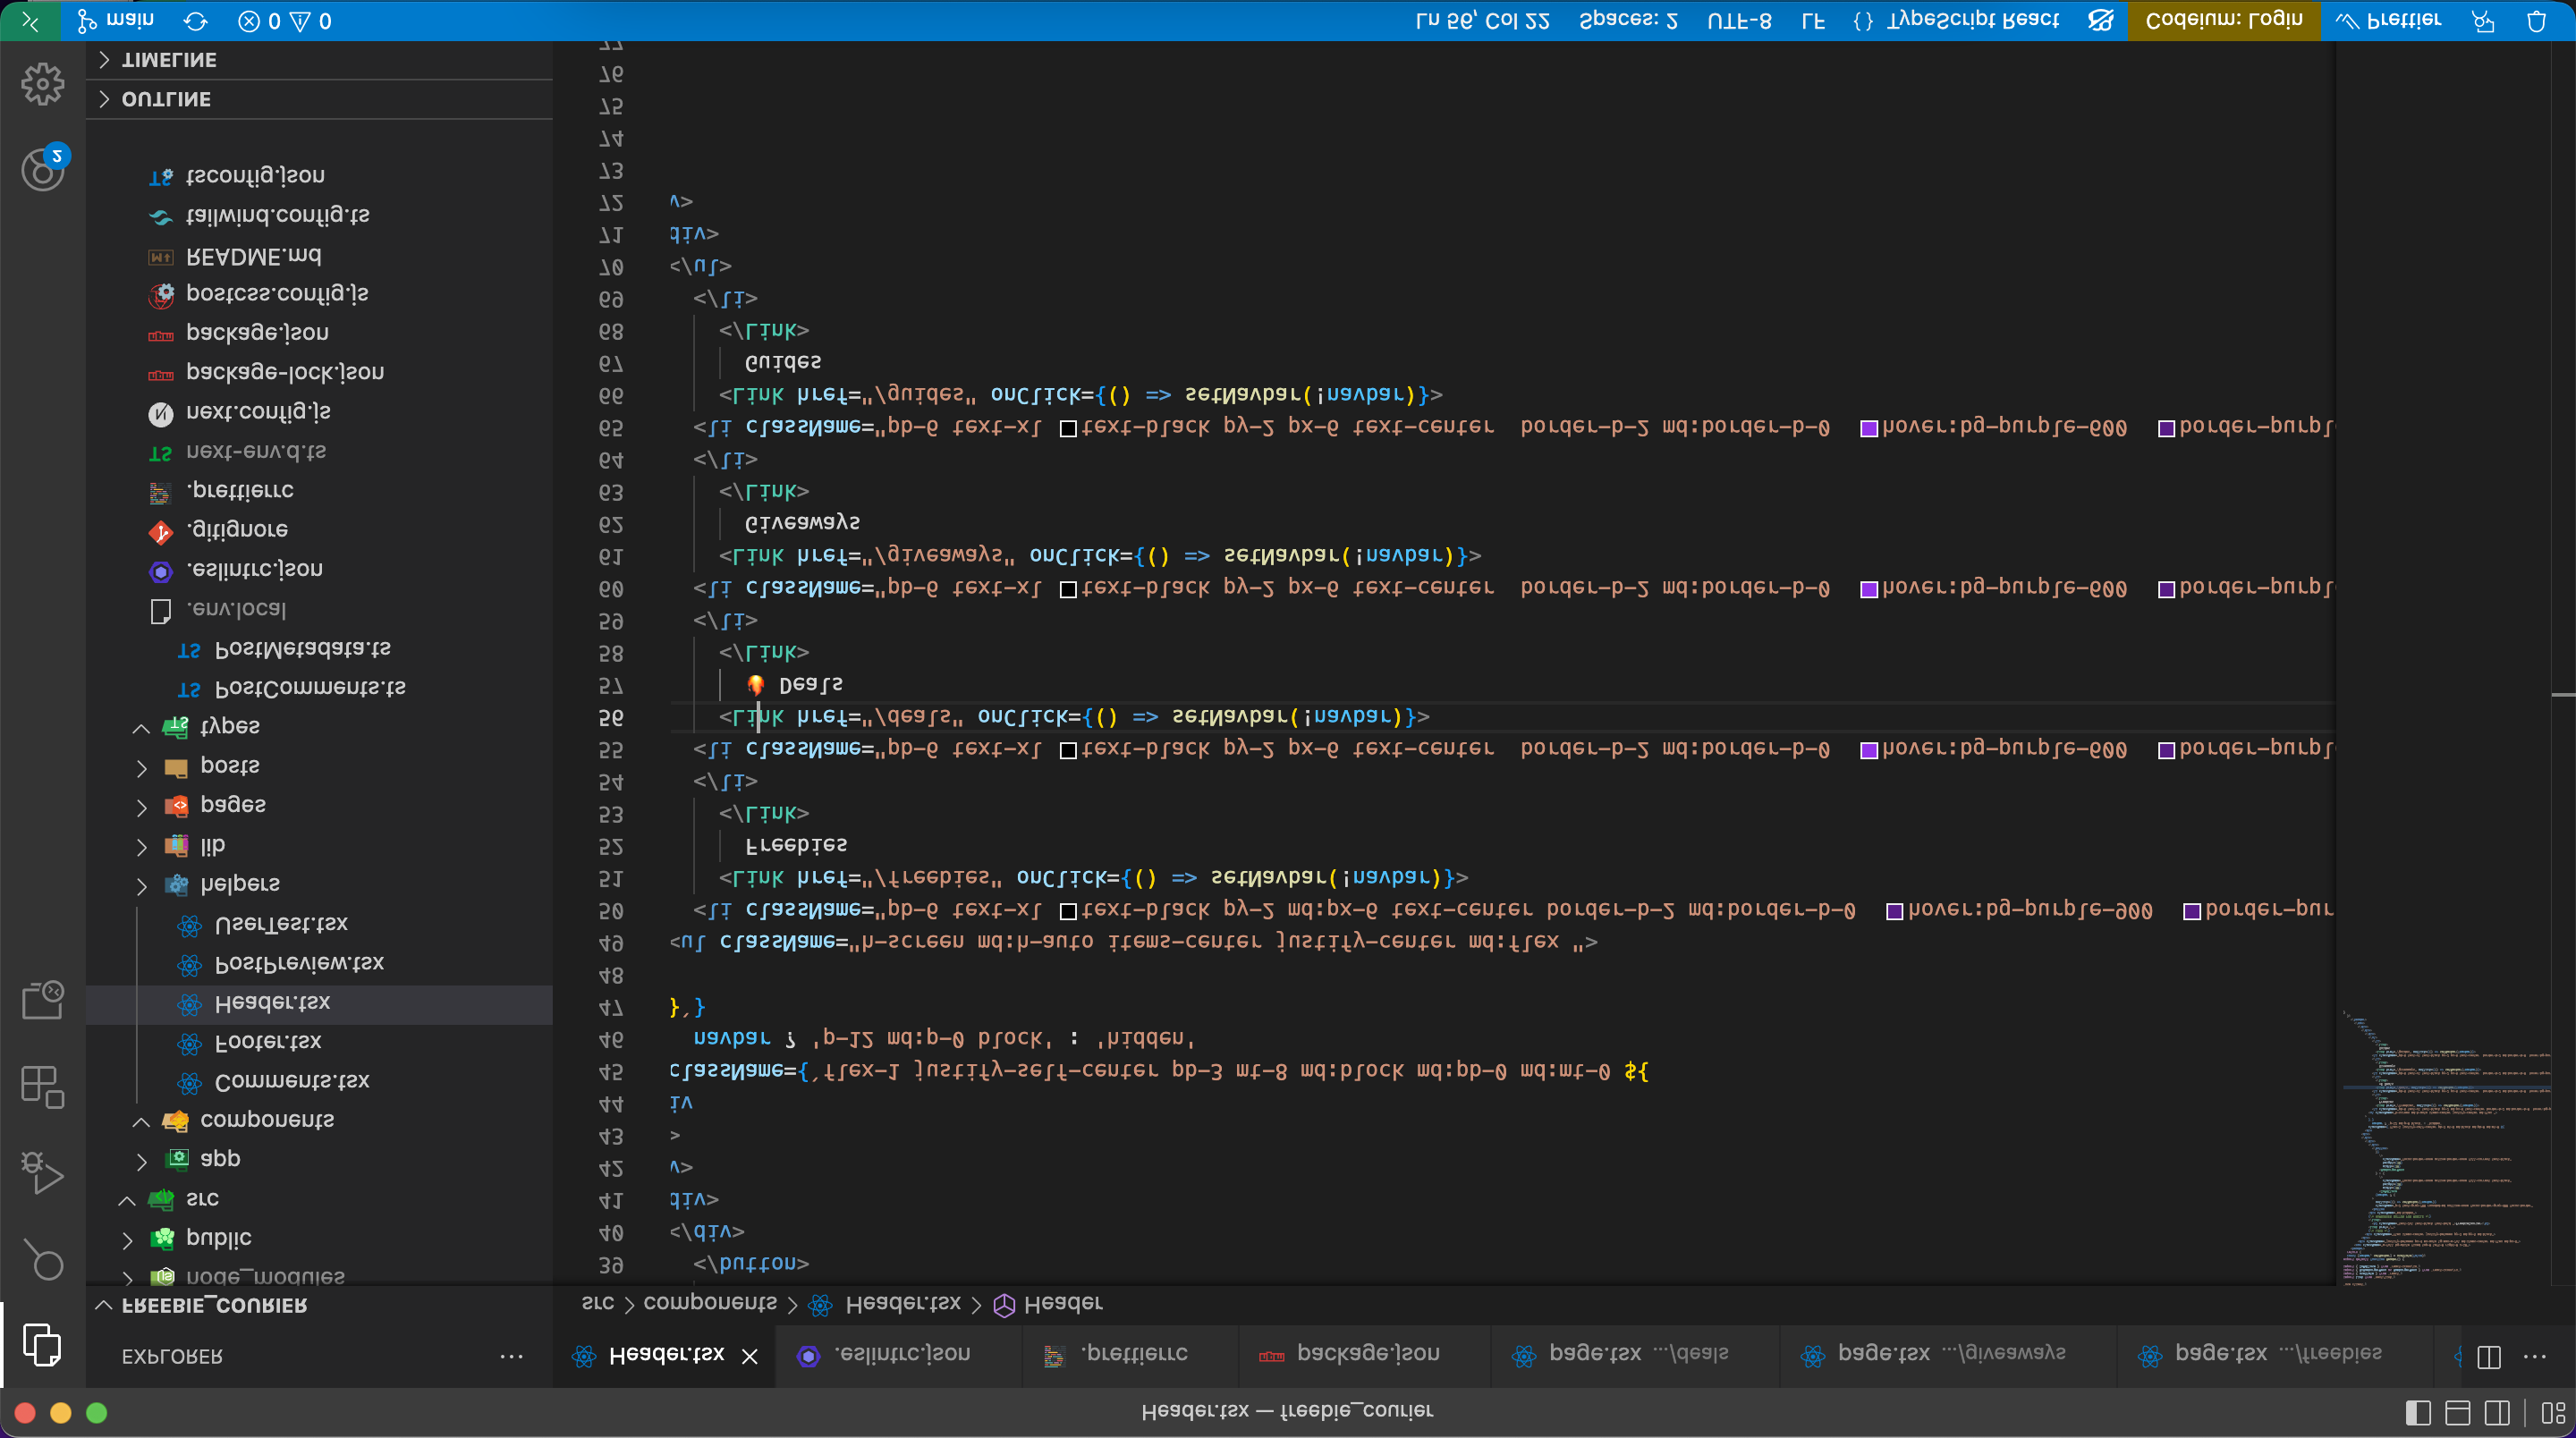 Header.tsx — freebie_courier
EXPLORER
Header.tsx
.eslintrc.json
.prettierrc
package.json
page.tsx .../deals
page.tsx .../giveaways
page.tsx .../freebies
FREEBIE_COURIER
node_modules
public
src
app
components
Comments.tsx
Footer.tsx
Header.tsx
PostPreview.tsx
UserTest.tsx
helpers
lib
pages
posts
types
TS PostComments.ts
TS PostMetadata.ts
.env.local
.eslintrc.json
.gitignore
.prettierrc
TS next-env.d.ts
next.config.js
package-lock.json
package.json
postcss.config.js
README.md
tailwind.config.ts
TS tsconfig.json
OUTLINE
TIMELINE
2
src > components > Header.tsx > Header
39 </button>
40 </div>
41 div>
42 v>
43 >
44 iv
45 className={`flex-1 justify-self-center pb-3 mt-8 md:block md:pb-0 md:mt-0 ${
46 navbar ? 'p-12 md:p-0 block' : 'hidden'
47 }`}
48
49 <ul className="h-screen md:h-auto items-center justify-center md:flex ">
50 <li className="pb-6 text-xl text-black py-2 md:px-6 text-center border-b-2 md:border-b-0 hover:bg-purple-900 border-pur
51 <Link href="/freebies" onClick={() => setNavbar(!navbar)}>
52 Freebies
53 </Link>
54 </li>
55 <li className="pb-6 text-xl text-black py-2 px-6 text-center border-b-2 md:border-b-0 hover:bg-purple-600 border-purpl
56 <Link href="/deals" onClick={() => setNavbar(!navbar)}>
57 🔥 Deals
58 </Link>
59 </li>
60 <li className="pb-6 text-xl text-black py-2 px-6 text-center border-b-2 md:border-b-0 hover:bg-purple-600 border-purpl
61 <Link href="/giveaways" onClick={() => setNavbar(!navbar)}>
62 Giveaways
63 </Link>
64 </li>
65 <li className="pb-6 text-xl text-black py-2 px-6 text-center border-b-2 md:border-b-0 hover:bg-purple-600 border-purpl
66 <Link href="/guides" onClick={() => setNavbar(!navbar)}>
67 Guides
68 </Link>
69 </li>
70 </ul>
71 div>
72 v>
73
74
75
76
77
main 0 0 Ln 56, Col 22 Spaces: 2 UTF-8 LF {} TypeScript React Codeium: Login Prettier